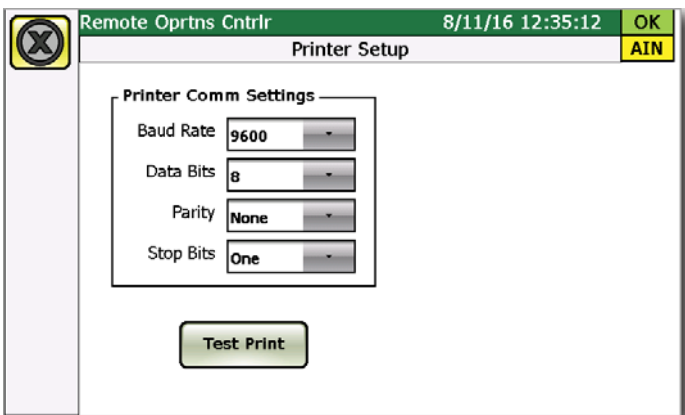 Remote Oprtns Cntrlr 8/11/16 12:35:12 OK
Printer Setup AIN
Printer Comm Settings
Baud Rate 9600
Data Bits 8
Parity None
Stop Bits One
Test Print